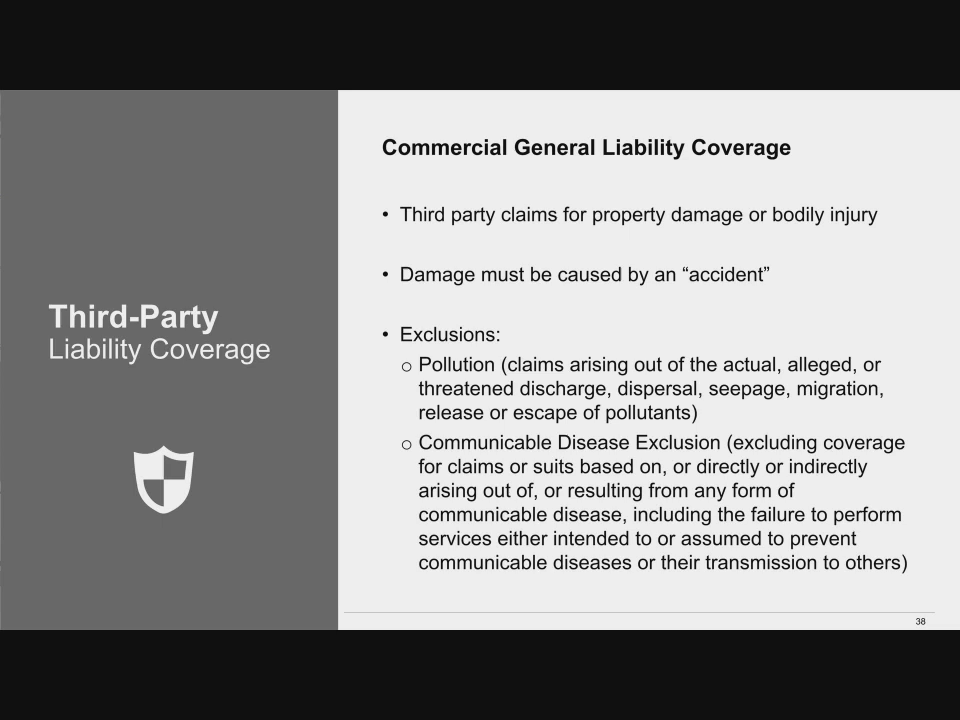 Third-Party
Liability Coverage
Commercial General Liability Coverage
• Third party claims for property damage or bodily injury
• Damage must be caused by an “accident”
• Exclusions:
o Pollution (claims arising out of the actual, alleged, or
threatened discharge, dispersal, seepage, migration,
release or escape of pollutants)
o Communicable Disease Exclusion (excluding coverage
for claims or suits based on, or directly or indirectly
arising out of, or resulting from any form of
communicable disease, including the failure to perform
services either intended to or assumed to prevent
communicable diseases or their transmission to others)
38